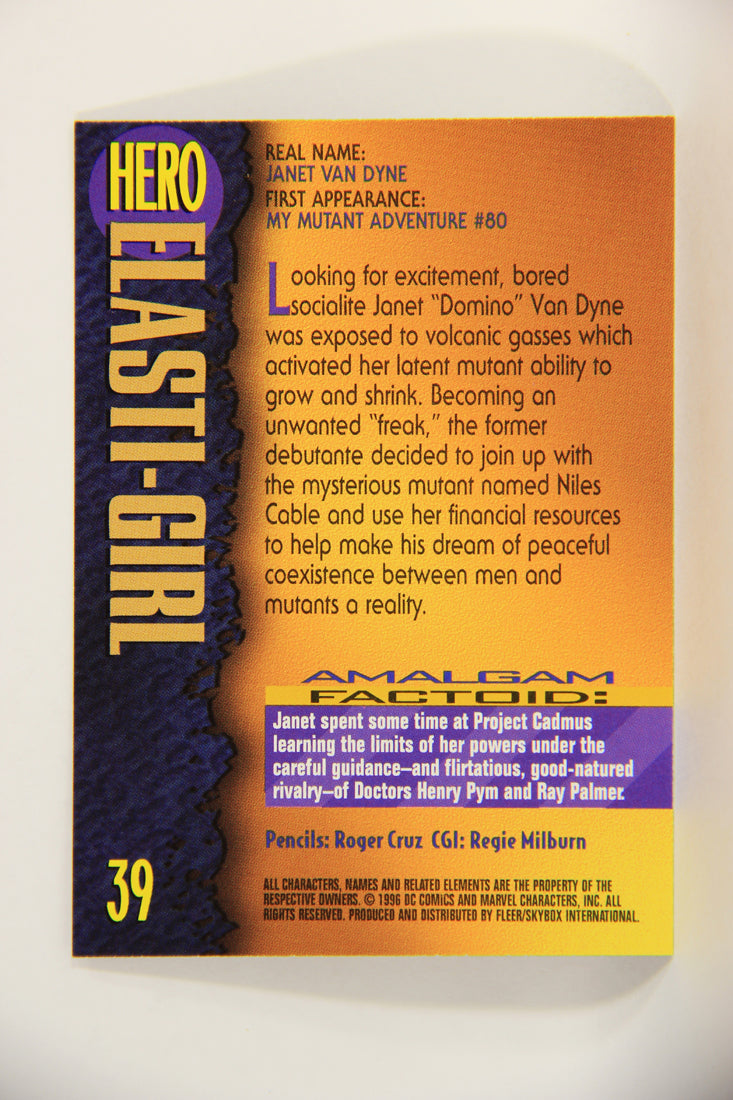 HERO
ELASTI-GIRL
REAL NAME:
JANET VAN DYNE
FIRST APPEARANCE:
MY MUTANT ADVENTURE #80
Looking for excitement, bored
socialite Janet "Domino" Van Dyne
was exposed to volcanic gasses which
activated her latent mutant ability to
grow and shrink. Becoming an
unwanted "freak," the former
debutante decided to join up with
the mysterious mutant named Niles
Cable and use her financial resources
to help make his dream of peaceful
coexistence between men and
mutants a reality.
AMALGAM
FACTOID:
Janet spent some time at Project Cadmus
learning the limits of her powers under the
careful guidance—and flirtatious, good-natured
rivalry—of Doctors Henry Pym and Ray Palmer.
Pencils: Roger Cruz CGI: Regie Milburn
39
ALL CHARACTERS, NAMES AND RELATED ELEMENTS ARE THE PROPERTY OF THE
RESPECTIVE OWNERS. © 1996 DC COMICS AND MARVEL CHARACTERS, INC. ALL
RIGHTS RESERVED. PRODUCED AND DISTRIBUTED BY FLEER/SKYBOX INTERNATIONAL.